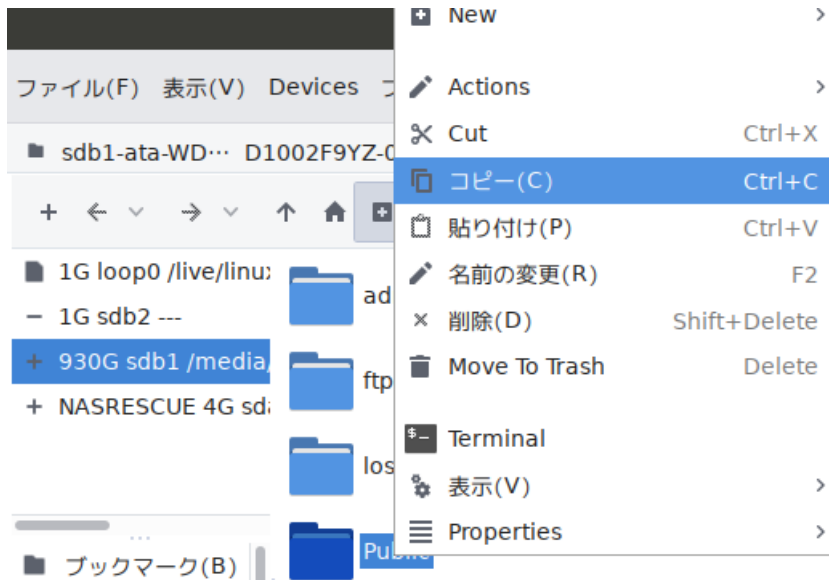 ファイル(F) 表示(V) Devices
sdb1-ata-WD… D1002F9YZ-0
1G loop0 /live/linux
1G sdb2 ---
930G sdb1 /media/
NASRESCUE 4G sda
ブックマーク(B)
ad
ftp
los
Public
New
Actions
Cut Ctrl+X
コピー(C) Ctrl+C
貼り付け(P) Ctrl+V
名前の変更(R) F2
削除(D) Shift+Delete
Move To Trash Delete
Terminal
表示(V)
Properties